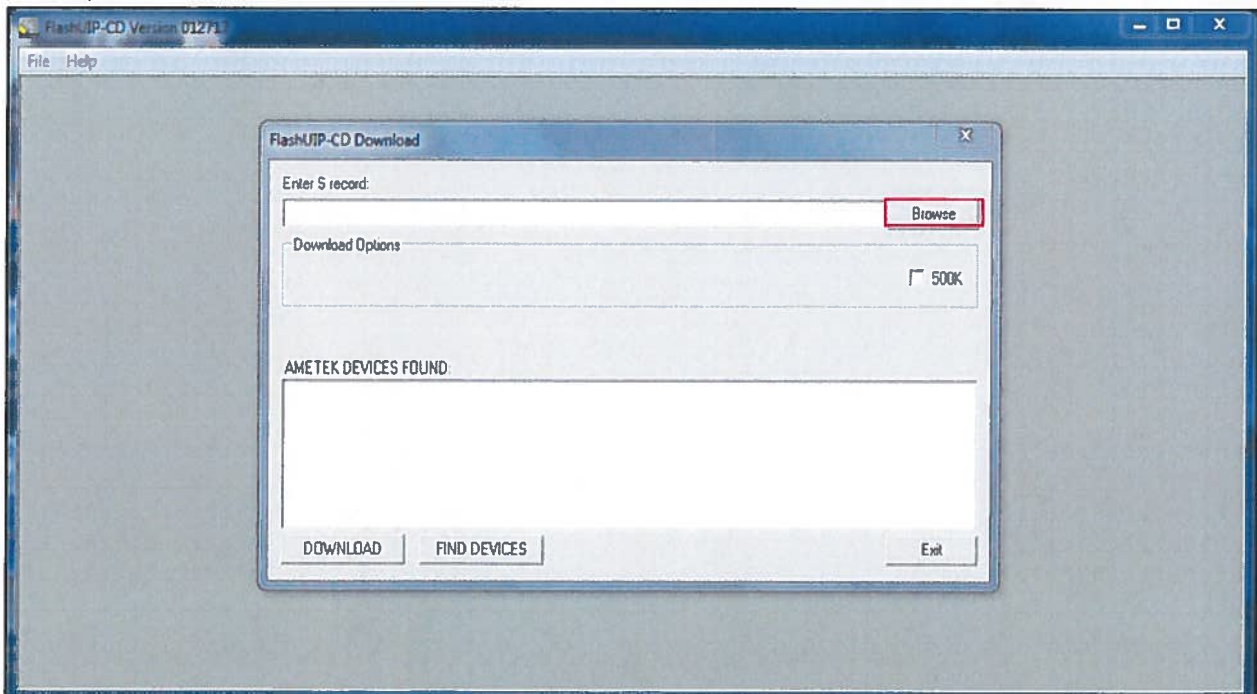 FlashUIP-CD Version 012717
File Help
FlashUIP-CD Download
Enter S record:
Browse
Download Options
500K
AMETEK DEVICES FOUND:
DOWNLOAD FIND DEVICES Exit